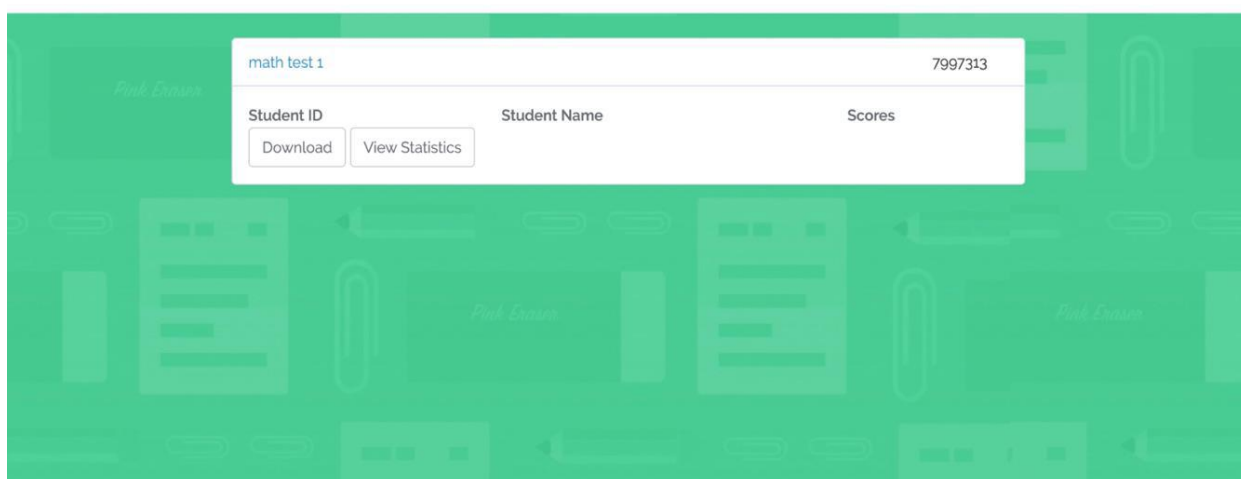 math test 1 7997313
Student ID Student Name Scores
Download View Statistics
Pink Eraser
Pink Eraser
Pink Eraser